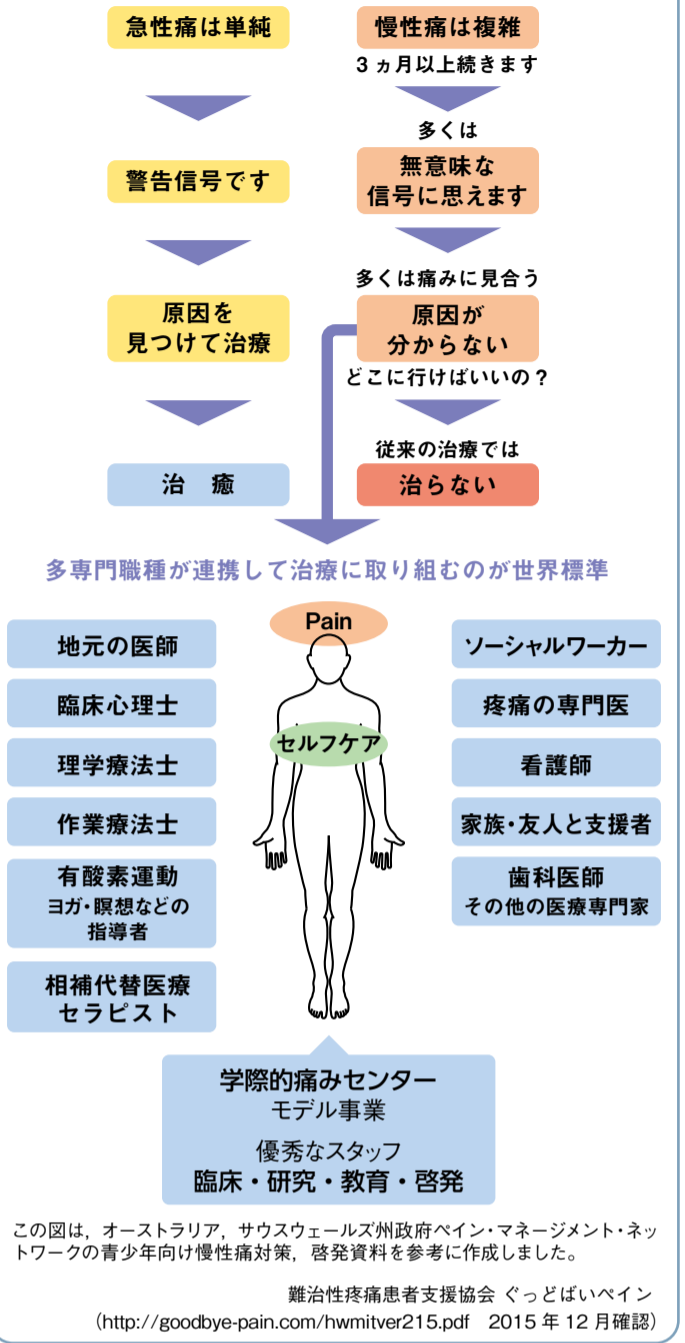 急性痛は単純
警告信号です
原因を
見つけて治療
治　癒
慢性痛は複雑
3ヵ月以上続きます
多くは
無意味な
信号に思えます
多くは痛みに見合う
原因が
分からない
どこに行けばいいの？
従来の治療では
治らない
多専門職種が連携して治療に取り組むのが世界標準
Pain
セルフケア
地元の医師
臨床心理士
理学療法士
作業療法士
有酸素運動
ヨガ・瞑想などの
指導者
相補代替医療
セラピスト
ソーシャルワーカー
疼痛の専門医
看護師
家族・友人と支援者
歯科医師
その他の医療専門家
学際的痛みセンター
モデル事業
優秀なスタッフ
臨床・研究・教育・啓発
この図は，オーストラリア，サウスウェールズ州政府ペイン・マネージメント・ネッ
トワークの青少年向け慢性痛対策，啓発資料を参考に作成しました。
難治性疼痛患者支援協会 ぐっどばいペイン
（http://goodbye-pain.com/hwmitver215.pdf　2015年12月確認）